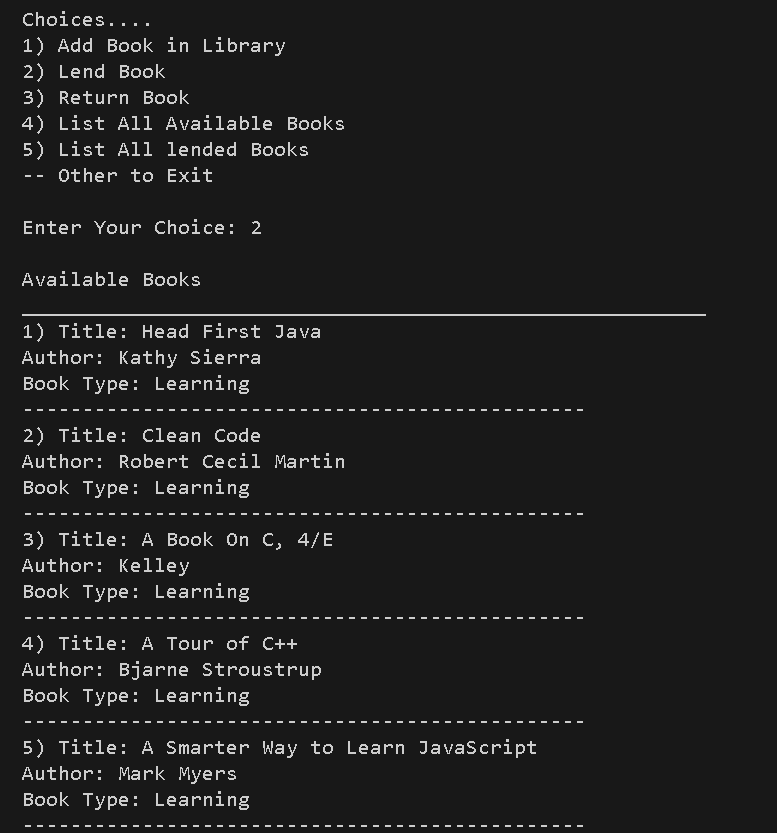 Choices....
1) Add Book in Library
2) Lend Book
3) Return Book
4) List All Available Books
5) List All lended Books
-- Other to Exit
Enter Your Choice: 2
Available Books
_________________________________________________________
1) Title: Head First Java
Author: Kathy Sierra
Book Type: Learning
-----------------------------------------------
2) Title: Clean Code
Author: Robert Cecil Martin
Book Type: Learning
-----------------------------------------------
3) Title: A Book On C, 4/E
Author: Kelley
Book Type: Learning
-----------------------------------------------
4) Title: A Tour of C++
Author: Bjarne Stroustrup
Book Type: Learning
-----------------------------------------------
5) Title: A Smarter Way to Learn JavaScript
Author: Mark Myers
Book Type: Learning
-----------------------------------------------